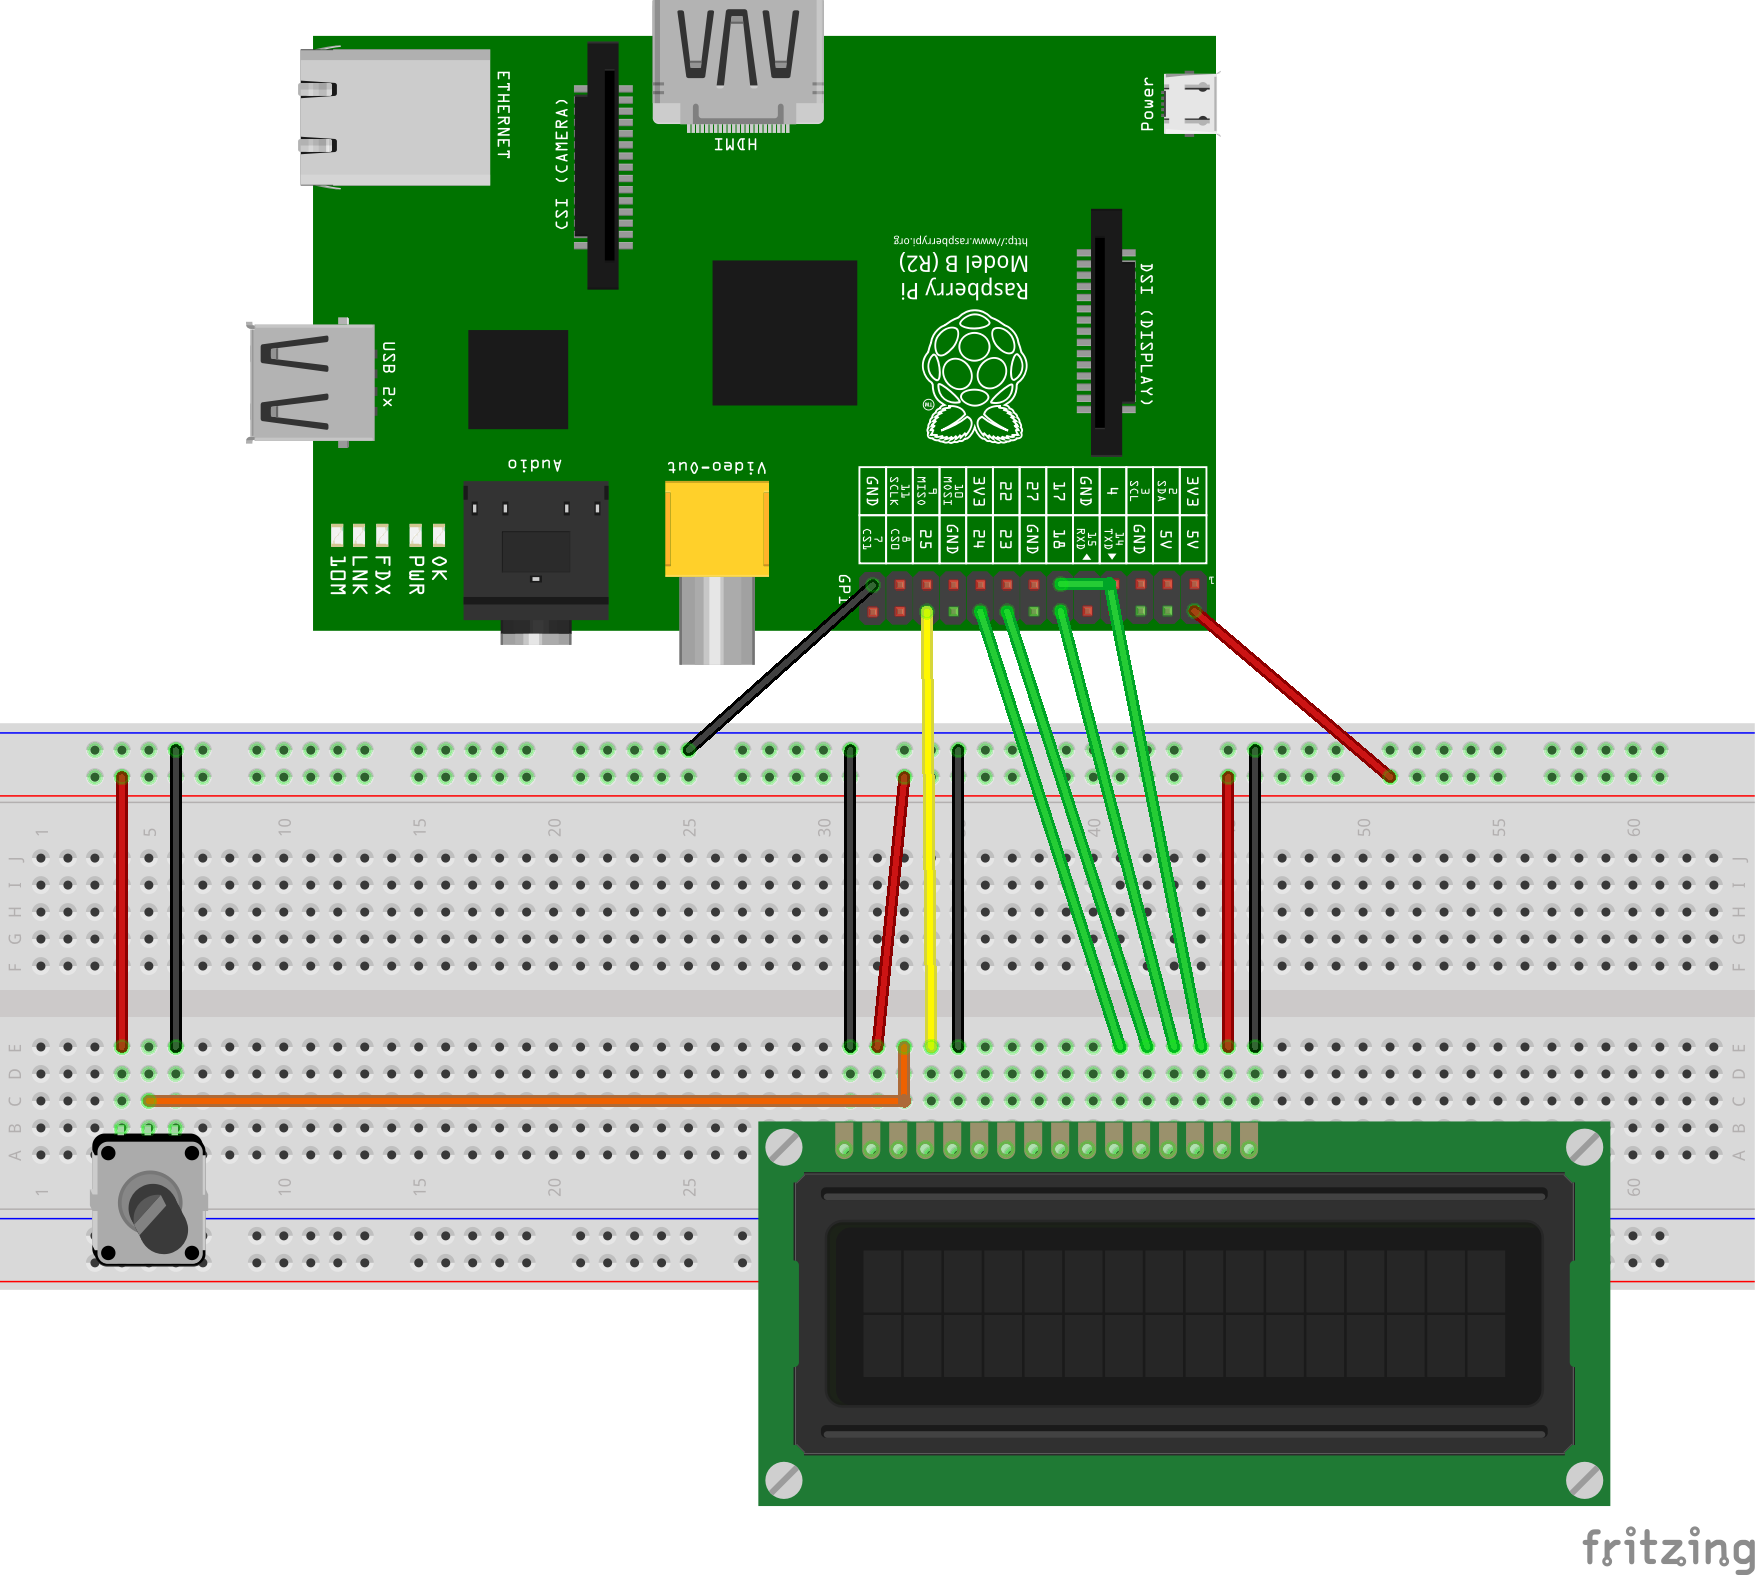 ETHERNET
CSI (CAMERA)
HDMI
Power
http://www.raspberrypi.org
Model B (R2)
Raspberry Pi
DSI (DISPLAY)
USB 2x
TM
Audio
Video-Out
GND 11 SCLK 9 MISO 10 MOSI 3V3 22 27 17 GND 4 3 SCL 2 SDA 3V3
7 CS1 8 CS0 25 GND 24 23 GND 18 15 RXD 14 TXD GND 5V 5V
10M LNK FDX PWR OK
GPI
1
1 5 10 15 20 25 30 40 50 55 60
J J
I I
H H
G G
F F
E E
D D
C C
B B
A A
1 10 15 20 25 60
fritzing